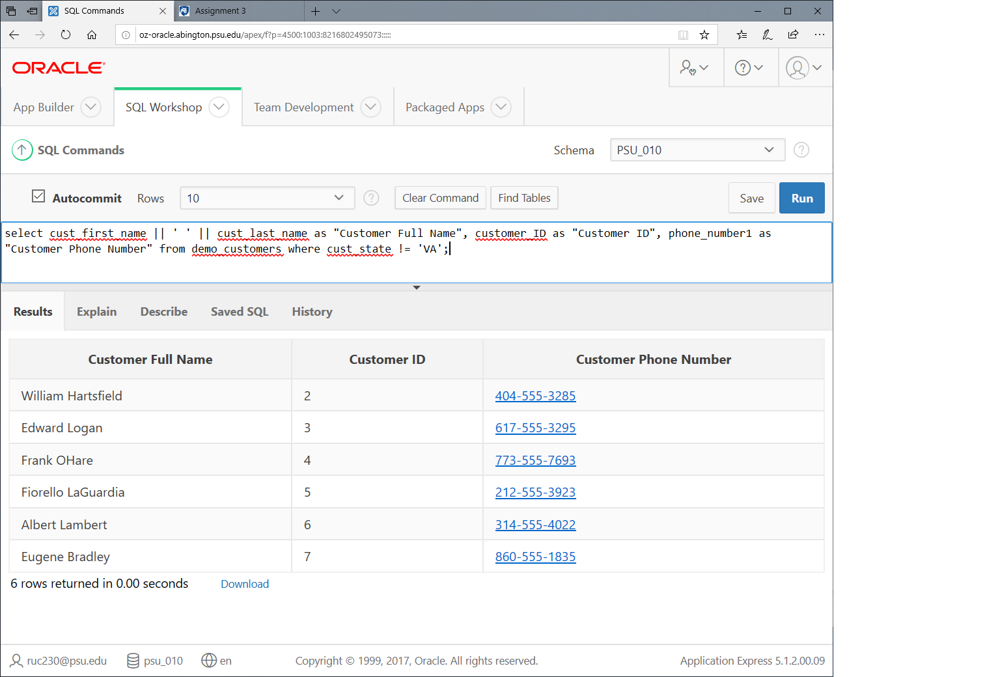 SQL Commands Assignment 3
oz-oracle.abington.psu.edu/apex/f?p=4500:1003:8216802495073:::::
ORACLE
App Builder SQL Workshop Team Development Packaged Apps
SQL Commands Schema PSU_010 ?
Autocommit Rows 10 ? Clear Command Find Tables Save Run
select cust_first_name || ' ' || cust_last_name as "Customer Full Name", customer_ID as "Customer ID", phone_number1 as
"Customer Phone Number" from demo_customers where cust_state != 'VA';
Results Explain Describe Saved SQL History
Customer Full Name Customer ID Customer Phone Number
William Hartsfield 2 404-555-3285
Edward Logan 3 617-555-3295
Frank OHare 4 773-555-7693
Fiorello LaGuardia 5 212-555-3923
Albert Lambert 6 314-555-4022
Eugene Bradley 7 860-555-1835
6 rows returned in 0.00 seconds Download
ruc230@psu.edu psu_010 en Copyright © 1999, 2017, Oracle. All rights reserved. Application Express 5.1.2.00.09